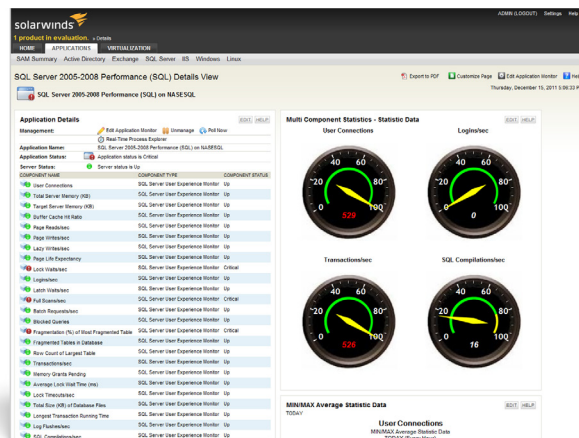 solarwinds
ADMIN (LOGOUT) Settings Help
1 product in evaluation. » Details
HOME APPLICATIONS VIRTUALIZATION
SAM Summary Active Directory Exchange SQL Server IIS Windows Linux
SQL Server 2005-2008 Performance (SQL) Details View
Export to PDF Customize Page Edit Application Monitor Hel
Thursday, December 15, 2011 5:06:33 P
SQL Server 2005-2008 Performance (SQL) on NASESQL
Application Details EDIT HELP
Management: Edit Application Monitor Unmanage Poll Now
Real-Time Process Explorer
Application Name: SQL Server 2005-2008 Performance (SQL) on NASESQL
Application Status: Application status is Critical
Server Status: Server status is Up
COMPONENT NAME COMPONENT TYPE COMPONENT STATUS
User Connections SQL Server User Experience Monitor Up
Total Server Memory (KB) SQL Server User Experience Monitor Up
Target Server Memory (KB) SQL Server User Experience Monitor Up
Buffer Cache Hit Ratio SQL Server User Experience Monitor Up
Page Reads/sec SQL Server User Experience Monitor Up
Page Writes/sec SQL Server User Experience Monitor Up
Lazy Writes/sec SQL Server User Experience Monitor Up
Page Life Expectancy SQL Server User Experience Monitor Up
Lock Waits/sec SQL Server User Experience Monitor Critical
Logins/sec SQL Server User Experience Monitor Up
Latch Waits/sec SQL Server User Experience Monitor Up
Full Scans/sec SQL Server User Experience Monitor Critical
Batch Requests/sec SQL Server User Experience Monitor Up
Blocked Queries SQL Server User Experience Monitor Up
Fragmentation (%) of Most Fragmented Table SQL Server User Experience Monitor Critical
Fragmented Tables in Database SQL Server User Experience Monitor Up
Row Count of Largest Table SQL Server User Experience Monitor Up
Transactions/sec SQL Server User Experience Monitor Up
Memory Grants Pending SQL Server User Experience Monitor Up
Average Lock Wait Time (ms) SQL Server User Experience Monitor Up
Lock Timeouts/sec SQL Server User Experience Monitor Up
Total Size (KB) of Database Files SQL Server User Experience Monitor Up
Longest Transaction Running Time SQL Server User Experience Monitor Up
Log Flushes/sec SQL Server User Experience Monitor Up
SQL Compilations/sec SQL Server User Experience Monitor Up
Multi Component Statistics - Statistic Data EDIT HELP
User Connections Logins/sec
0 20 40 60 80 100
529
0 20 40 60 80 100
0
Transactions/sec SQL Compilations/sec
0 20 40 60 80 100
526
0 20 40 60 80 100
16
MIN/MAX Average Statistic Data EDIT HELP
TODAY
User Connections
MIN/MAX Average Statistic Data